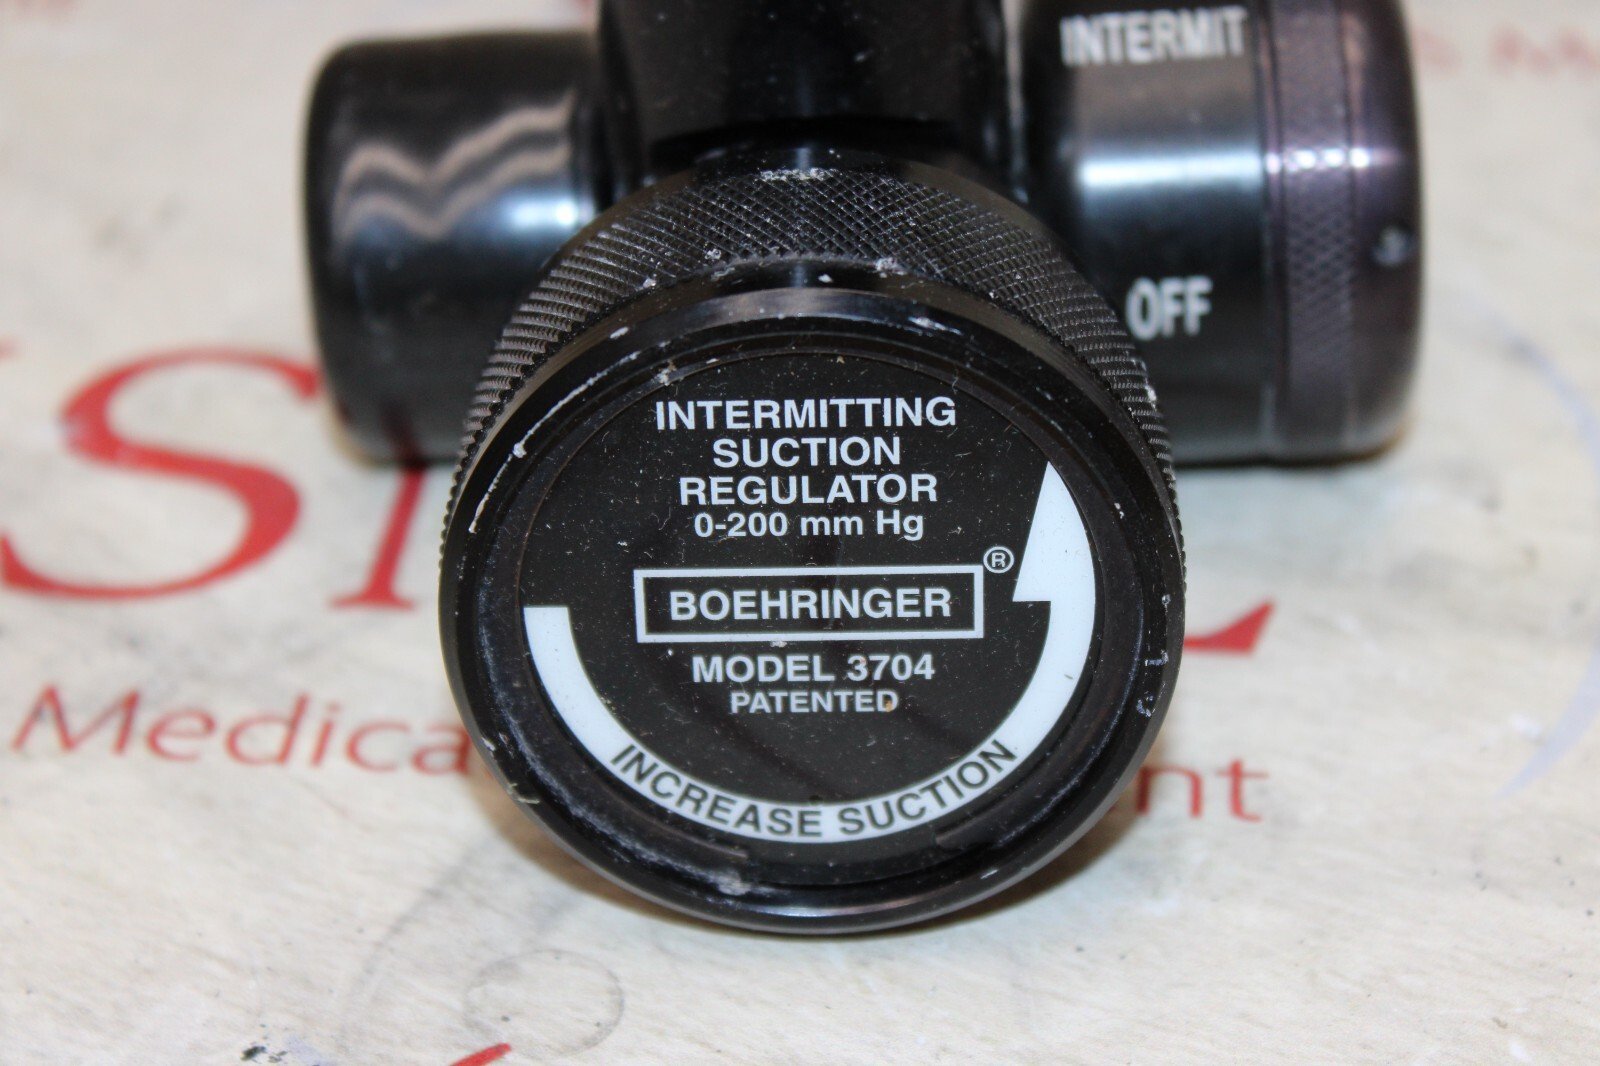 INTERMIT
OFF
INTERMITTING
SUCTION
REGULATOR
0-200 mm Hg
BOEHRINGER®
MODEL 3704
PATENTED
INCREASE SUCTION